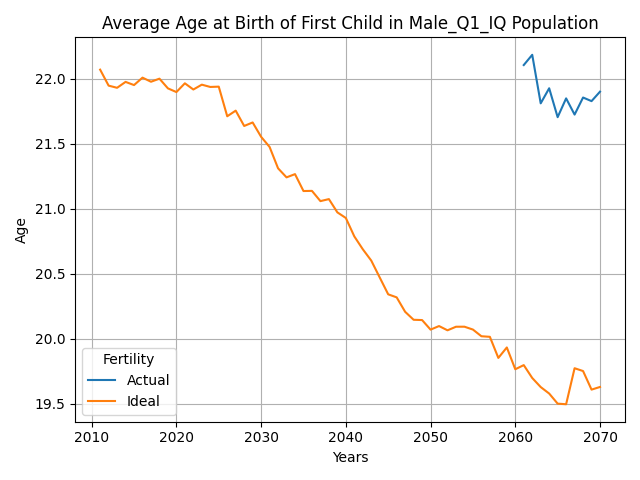 Average Age at Birth of First Child in Male_Q1_IQ Population
22.0
21.5
21.0
20.5
20.0
19.5
Age
Fertility
Actual
Ideal
2010 2020 2030 2040 2050 2060 2070
Years